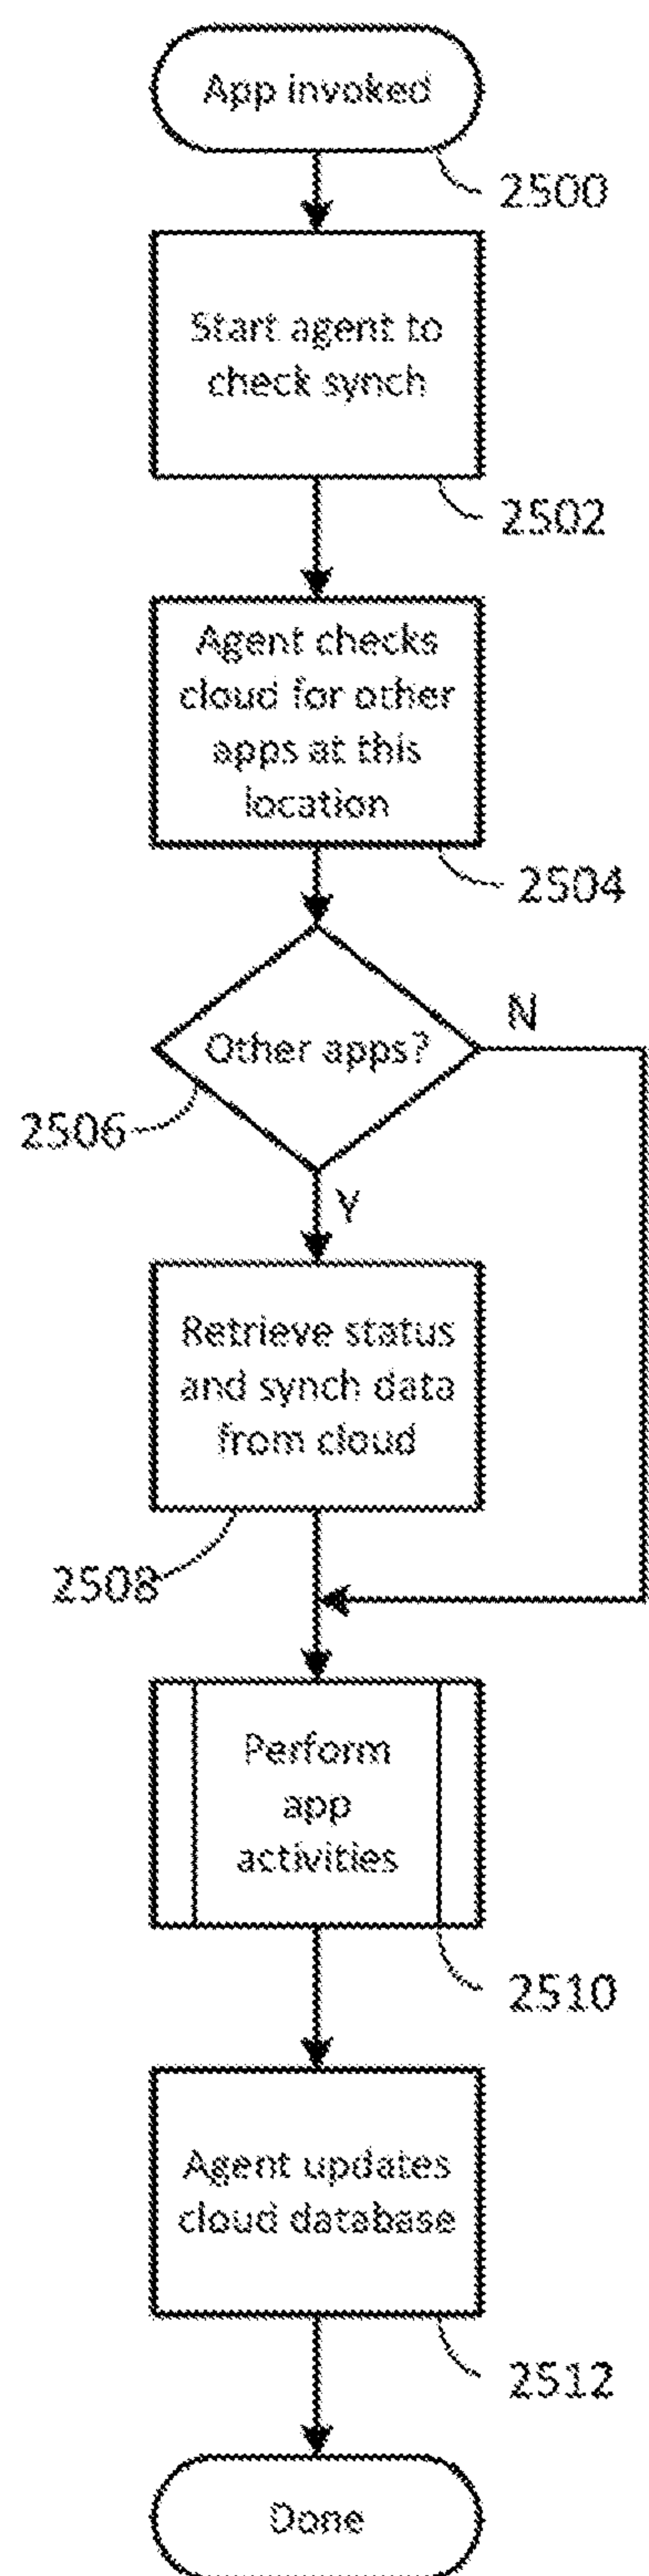 App invoked
2500
Start agent to
check synch
2502
Agent checks
cloud for other
apps at this
location
2504
Other apps?
N
2506
Y
Retrieve status
and synch data
from cloud
2508
Perform
app
activities
2510
Agent updates
cloud database
2512
Done